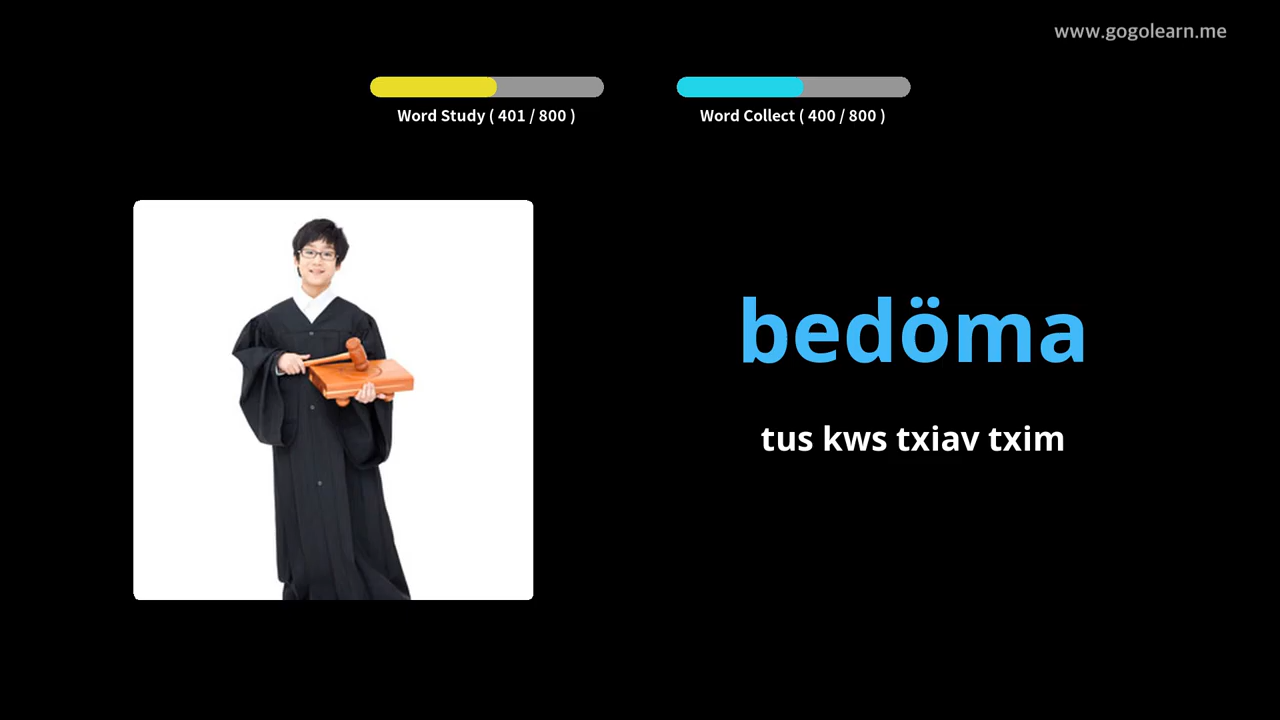 www.gogolearn.me
Word Study ( 401 / 800 )
Word Collect ( 400 / 800 )
bedöma
tus kws txiav txim